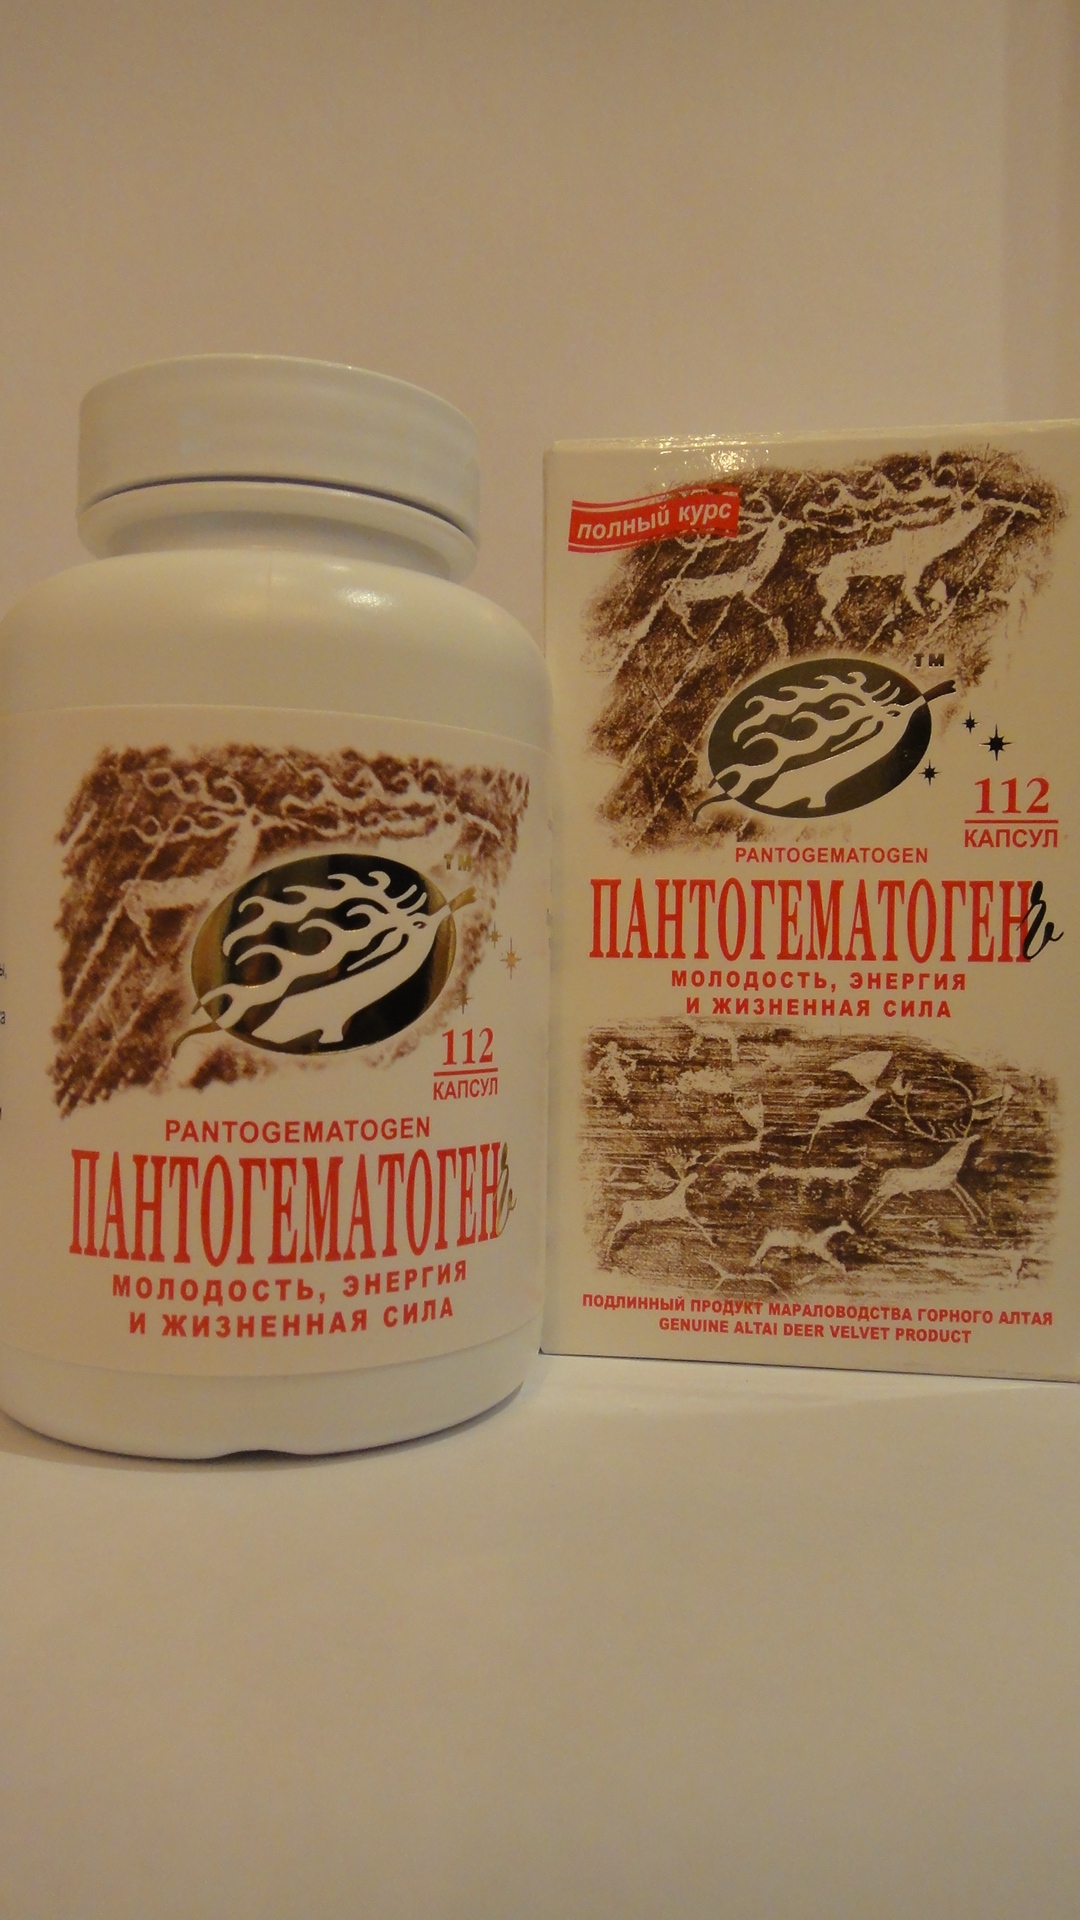 TM
112
КАПСУЛ
PANTOGEMATOGEN
ПАНТОГЕМАТОГЕН
МОЛОДОСТЬ, ЭНЕРГИЯ
И ЖИЗНЕННАЯ СИЛА
ПОЛНЫЙ КУРС
TM
112
КАПСУЛ
PANTOGEMATOGEN
ПАНТОГЕМАТОГЕН
МОЛОДОСТЬ, ЭНЕРГИЯ
И ЖИЗНЕННАЯ СИЛА
ПОДЛИННЫЙ ПРОДУКТ МАРАЛОВОДСТВА ГОРНОГО АЛТАЯ
GENUINE ALTAI DEER VELVET PRODUCT